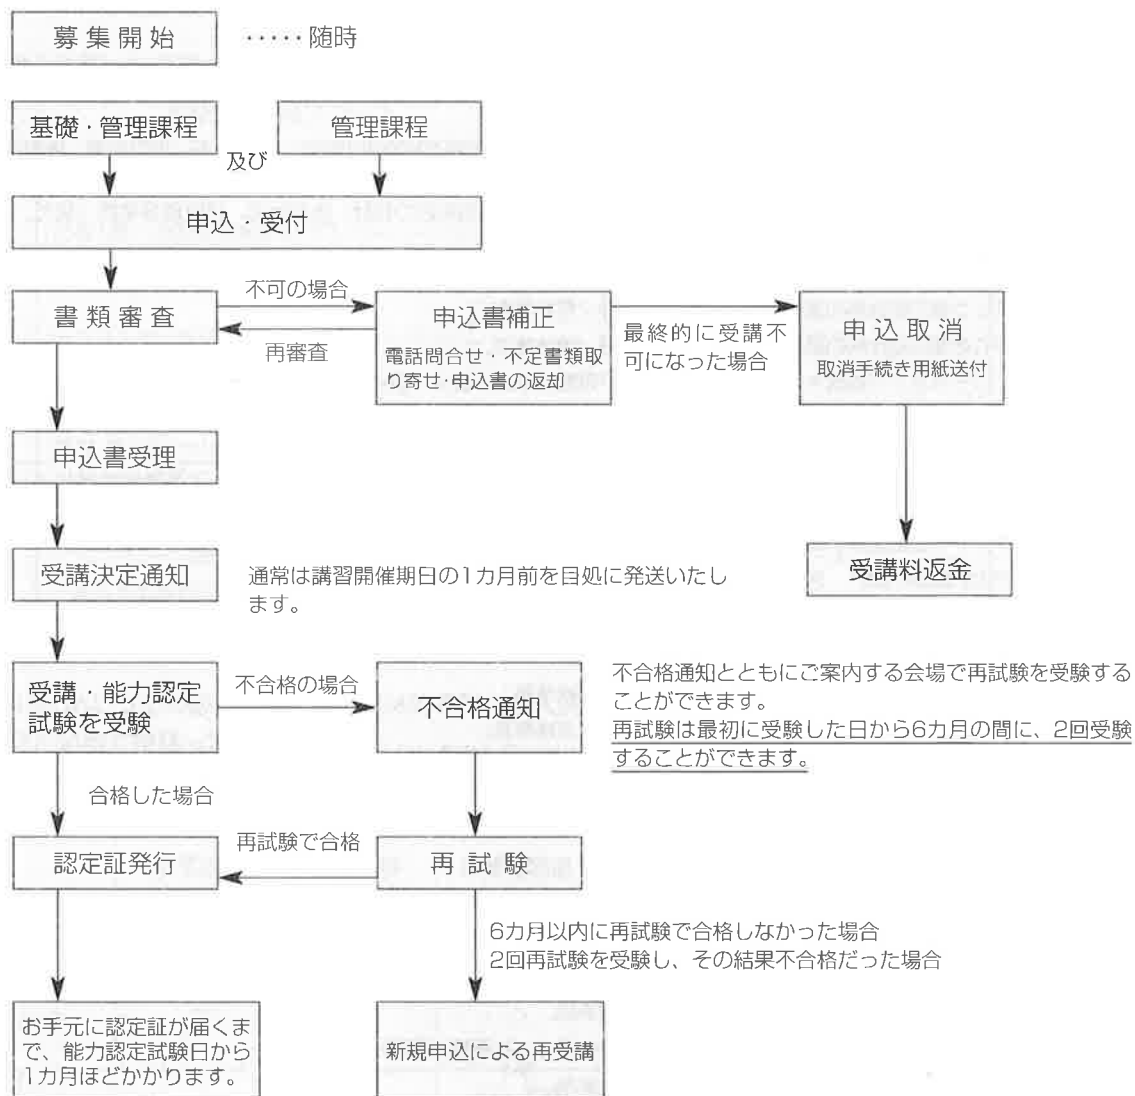 募集開始
‥‥‥随時
基礎・管理課程
管理課程
及び
申込・受付
書類審査
不可の場合
再審査
申込書補正
電話問合せ・不足書類取
り寄せ・申込書の返却
最終的に受講不
可になった場合
申込取消
取消手続き用紙送付
受講料返金
申込書受理
受講決定通知
通常は講習開催期日の1カ月前を目処に発送いたし
ます。
受講・能力認定
試験を受験
不合格の場合
不合格通知
不合格通知とともにご案内する会場で再試験を受験する
ことができます。
再試験は最初に受験した日から6カ月の間に、2回受験
することができます。
合格した場合
認定証発行
再試験で合格
再試験
6カ月以内に再試験で合格しなかった場合
2回再試験を受験し、その結果不合格だった場合
お手元に認定証が届くま
で、能力認定試験日から
1カ月ほどかかります。
新規申込による再受講